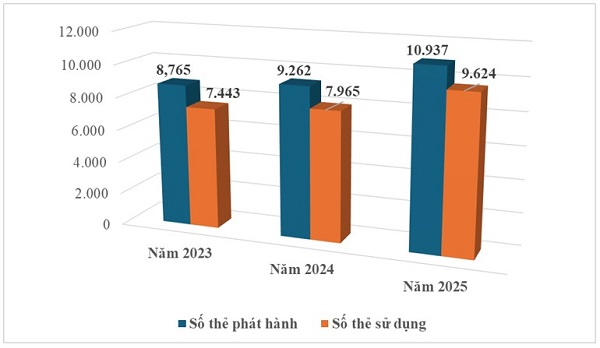 12.000
10.000
8.000
6.000
4.000
2.000
0
8,765
7.443
9.262
7.965
10.937
9.624
Năm 2023
Năm 2024
Năm 2025
Số thẻ phát hành
Số thẻ sử dụng